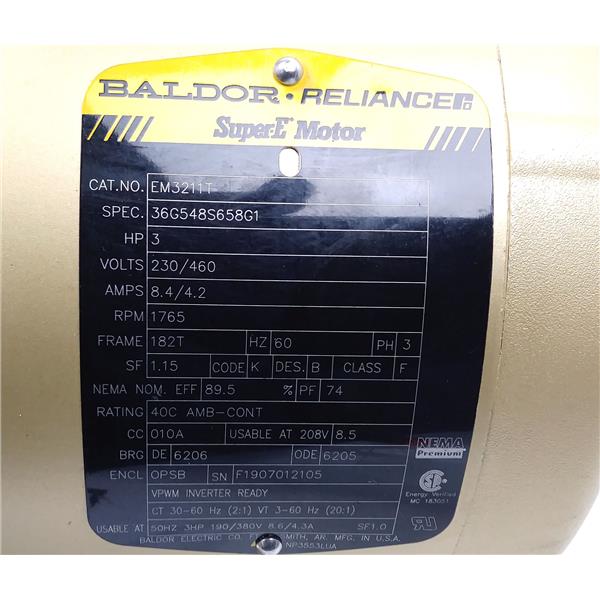 BALDOR · RELIANCE
Super-E Motor
CAT.NO. EM3211T
SPEC. 36G548S658G1
HP 3
VOLTS 230/460
AMPS 8.4/4.2
RPM 1765
FRAME 182T HZ 60 PH 3
SF 1.15 CODE K DES. B CLASS F
NEMA NOM. EFF 89.5 % PF 74
RATING 40C AMB-CONT
CC 010A USABLE AT 208V 8.5
BRG DE 6206 ODE 6205
NEMA
Premium
ENCL OPSB SN F1907012105
Energy Verified
MC 183051
VPWM INVERTER READY
CT 30-60 Hz (2:1) VT 3-60 Hz (20:1)
USABLE AT 50HZ 3HP 190/380V 8.6/4.3A SF1.0
BALDOR ELECTRIC CO. MITH, AR. MFG. IN U.S.A.
NP3553LUA